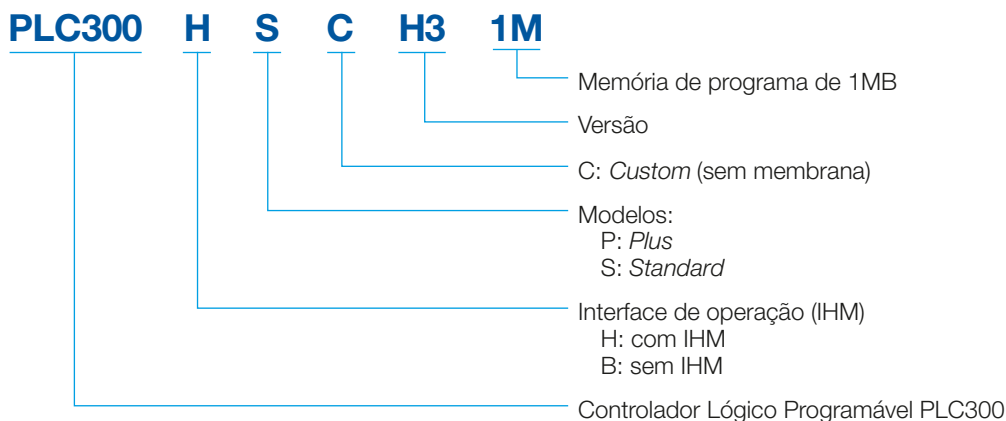 PLC300 H S C H3 1M
Memória de programa de 1MB
Versão
C: Custom (sem membrana)
Modelos:
P: Plus
S: Standard
Interface de operação (IHM)
H: com IHM
B: sem IHM
Controlador Lógico Programável PLC300